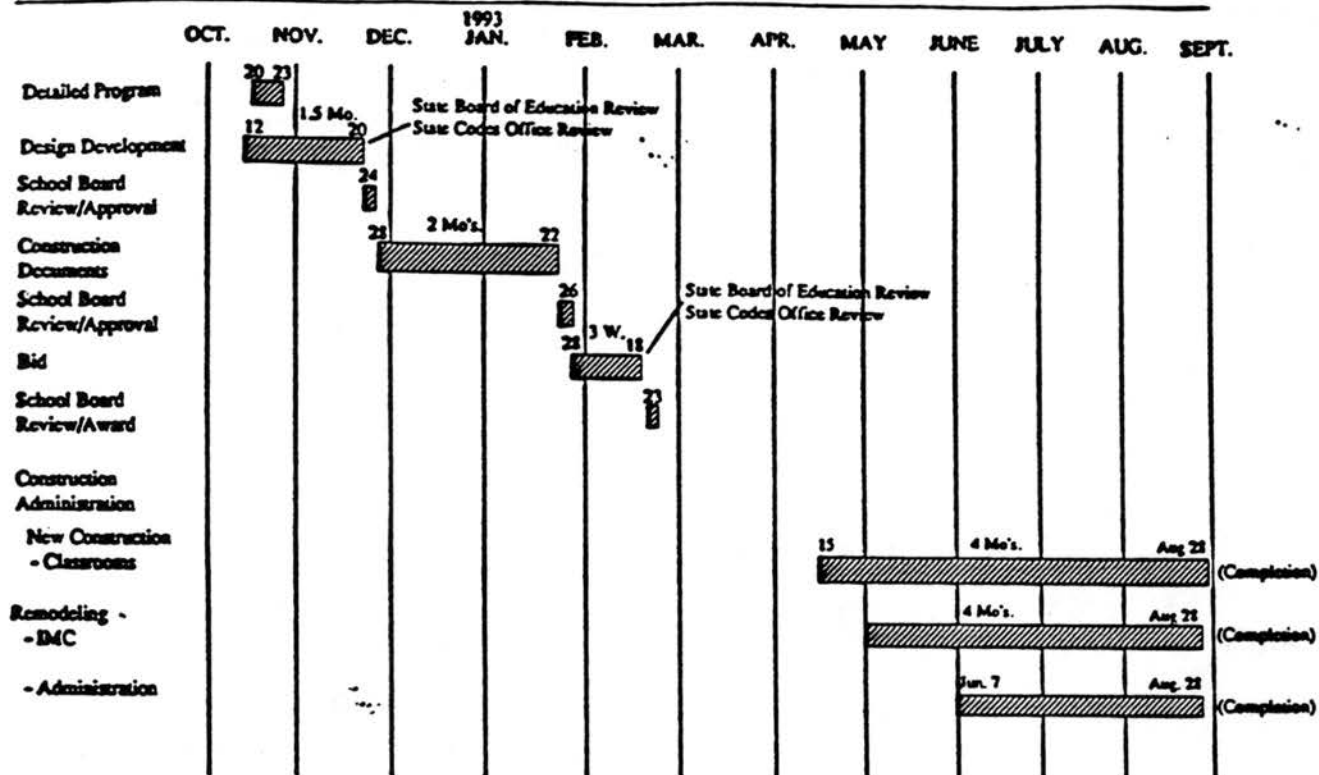 1993
OCT. NOV. DEC. JAN. FEB. MAR. APR. MAY JUNE JULY AUG. SEPT.
Detailed Program 20 23
1.5 Mo. State Board of Education Review
Design Development 12 20 State Codes Office Review
School Board 24
Review/Approval
Construction 28 2 Mo's. 22
Documents
School Board 26 State Board of Education Review
Review/Approval State Codes Office Review
Bid 28 3 W. 18
School Board 23
Review/Award
Construction
Administration
New Construction 15 4 Mo's. Aug 28
- Classrooms (Completion)
Remodeling - 4 Mo's. Aug 28
- IMC (Completion)
- Administration Jun. 7 Aug. 28
(Completion)